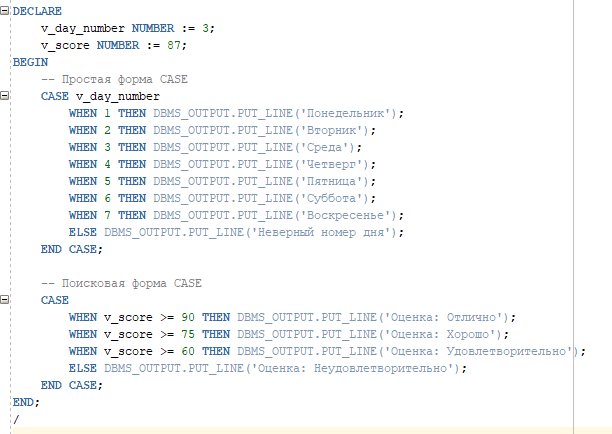 DECLARE
    v_day_number NUMBER := 3;
    v_score NUMBER := 87;
BEGIN
    -- Простая форма CASE
    CASE v_day_number
        WHEN 1 THEN DBMS_OUTPUT.PUT_LINE('Понедельник');
        WHEN 2 THEN DBMS_OUTPUT.PUT_LINE('Вторник');
        WHEN 3 THEN DBMS_OUTPUT.PUT_LINE('Среда');
        WHEN 4 THEN DBMS_OUTPUT.PUT_LINE('Четверг');
        WHEN 5 THEN DBMS_OUTPUT.PUT_LINE('Пятница');
        WHEN 6 THEN DBMS_OUTPUT.PUT_LINE('Суббота');
        WHEN 7 THEN DBMS_OUTPUT.PUT_LINE('Воскресенье');
        ELSE DBMS_OUTPUT.PUT_LINE('Неверный номер дня');
    END CASE;

    -- Поисковая форма CASE
    CASE
        WHEN v_score >= 90 THEN DBMS_OUTPUT.PUT_LINE('Оценка: Отлично');
        WHEN v_score >= 75 THEN DBMS_OUTPUT.PUT_LINE('Оценка: Хорошо');
        WHEN v_score >= 60 THEN DBMS_OUTPUT.PUT_LINE('Оценка: Удовлетворительно');
        ELSE DBMS_OUTPUT.PUT_LINE('Оценка: Неудовлетворительно');
    END CASE;
END;
/